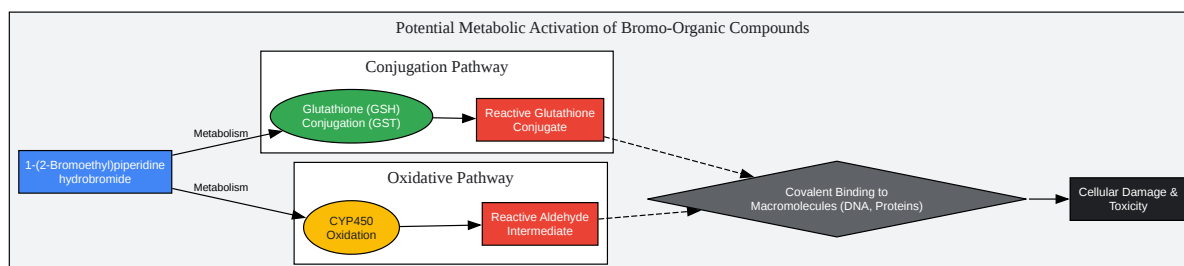 Potential Metabolic Activation of Bromo-Organic Compounds
Conjugation Pathway
Glutathione (GSH)
Conjugation (GST)
Reactive Glutathione
Conjugate
Metabolism
1-(2-Bromoethyl)piperidine
hydrobromide
Metabolism
Oxidative Pathway
CYP450
Oxidation
Reactive Aldehyde
Intermediate
Covalent Binding to
Macromolecules (DNA, Proteins)
Cellular Damage &
Toxicity